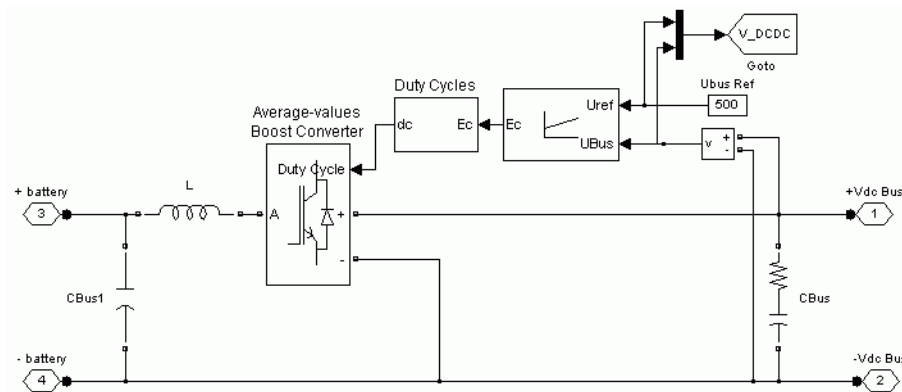 V_DCDC
Goto
Ubus Ref
500
Duty Cycles
dc
Ec
Ec
Uref
UBus
v
+
-
Average-values
Boost Converter
Duty Cycle
A
+
-
L
+ battery
3
+Vdc Bus
1
CBus1
CBus
- battery
4
-Vdc Bus
2